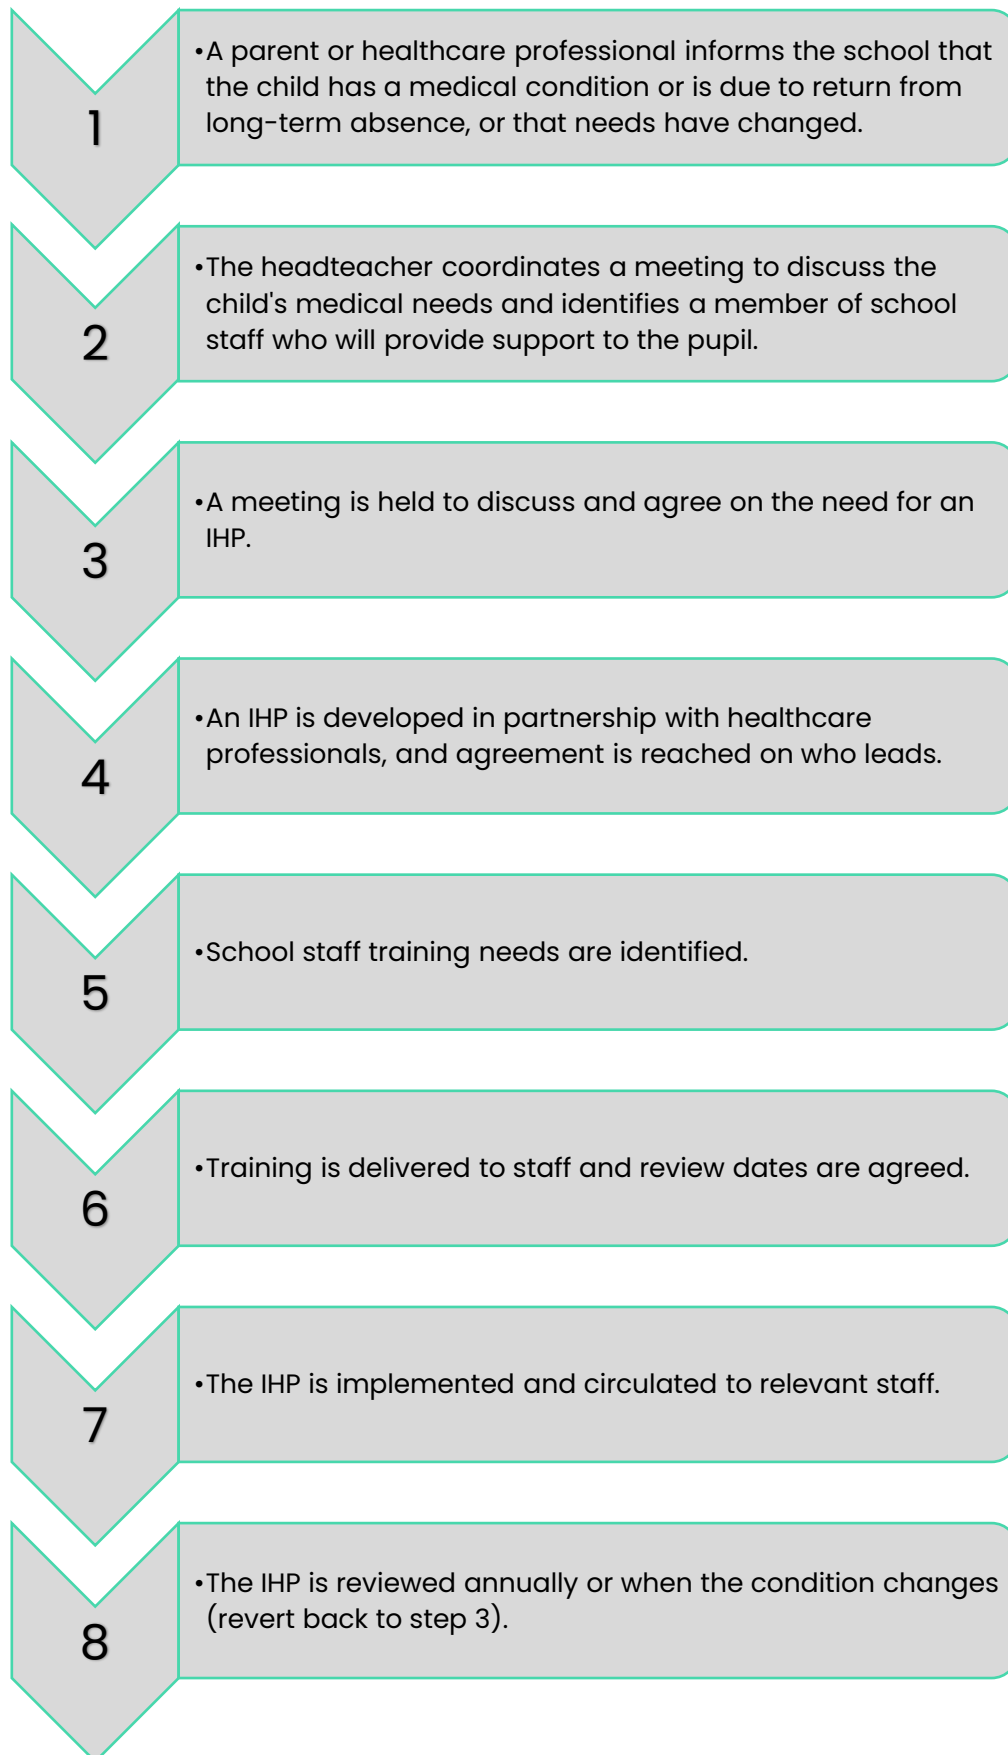 1
•A parent or healthcare professional informs the school that
the child has a medical condition or is due to return from
long-term absence, or that needs have changed.
2
•The headteacher coordinates a meeting to discuss the
child's medical needs and identifies a member of school
staff who will provide support to the pupil.
3
•A meeting is held to discuss and agree on the need for an
IHP.
4
•An IHP is developed in partnership with healthcare
professionals, and agreement is reached on who leads.
5
•School staff training needs are identified.
6
•Training is delivered to staff and review dates are agreed.
7
•The IHP is implemented and circulated to relevant staff.
8
•The IHP is reviewed annually or when the condition changes
(revert back to step 3).